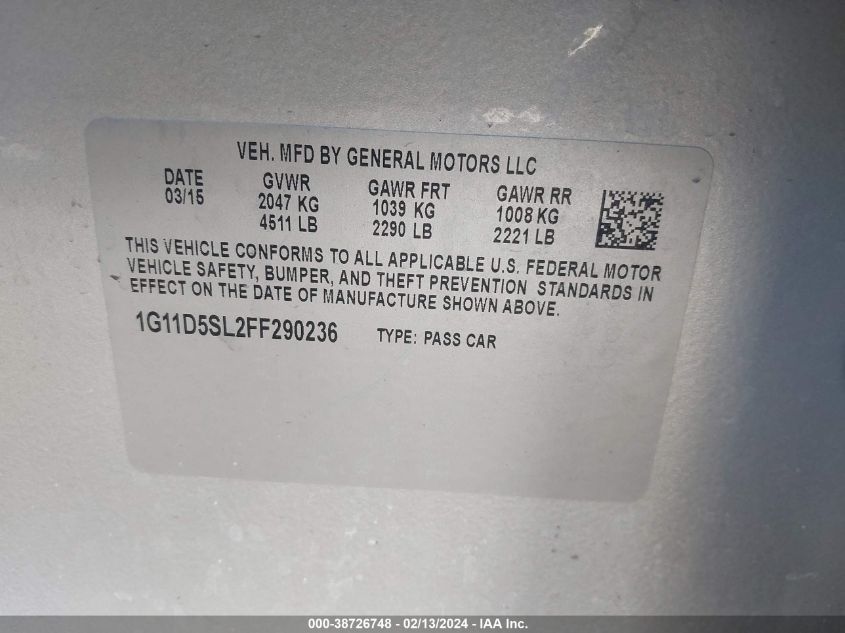 VEH. MFD BY GENERAL MOTORS LLC
DATE GVWR GAWR FRT GAWR RR
03/15 2047 KG 1039 KG 1008 KG
4511 LB 2290 LB 2221 LB
THIS VEHICLE CONFORMS TO ALL APPLICABLE U.S. FEDERAL MOTOR
VEHICLE SAFETY, BUMPER, AND THEFT PREVENTION STANDARDS IN
EFFECT ON THE DATE OF MANUFACTURE SHOWN ABOVE.
1G11D5SL2FF290236 TYPE: PASS CAR
000-38726748 - 02/13/2024 - IAA Inc.